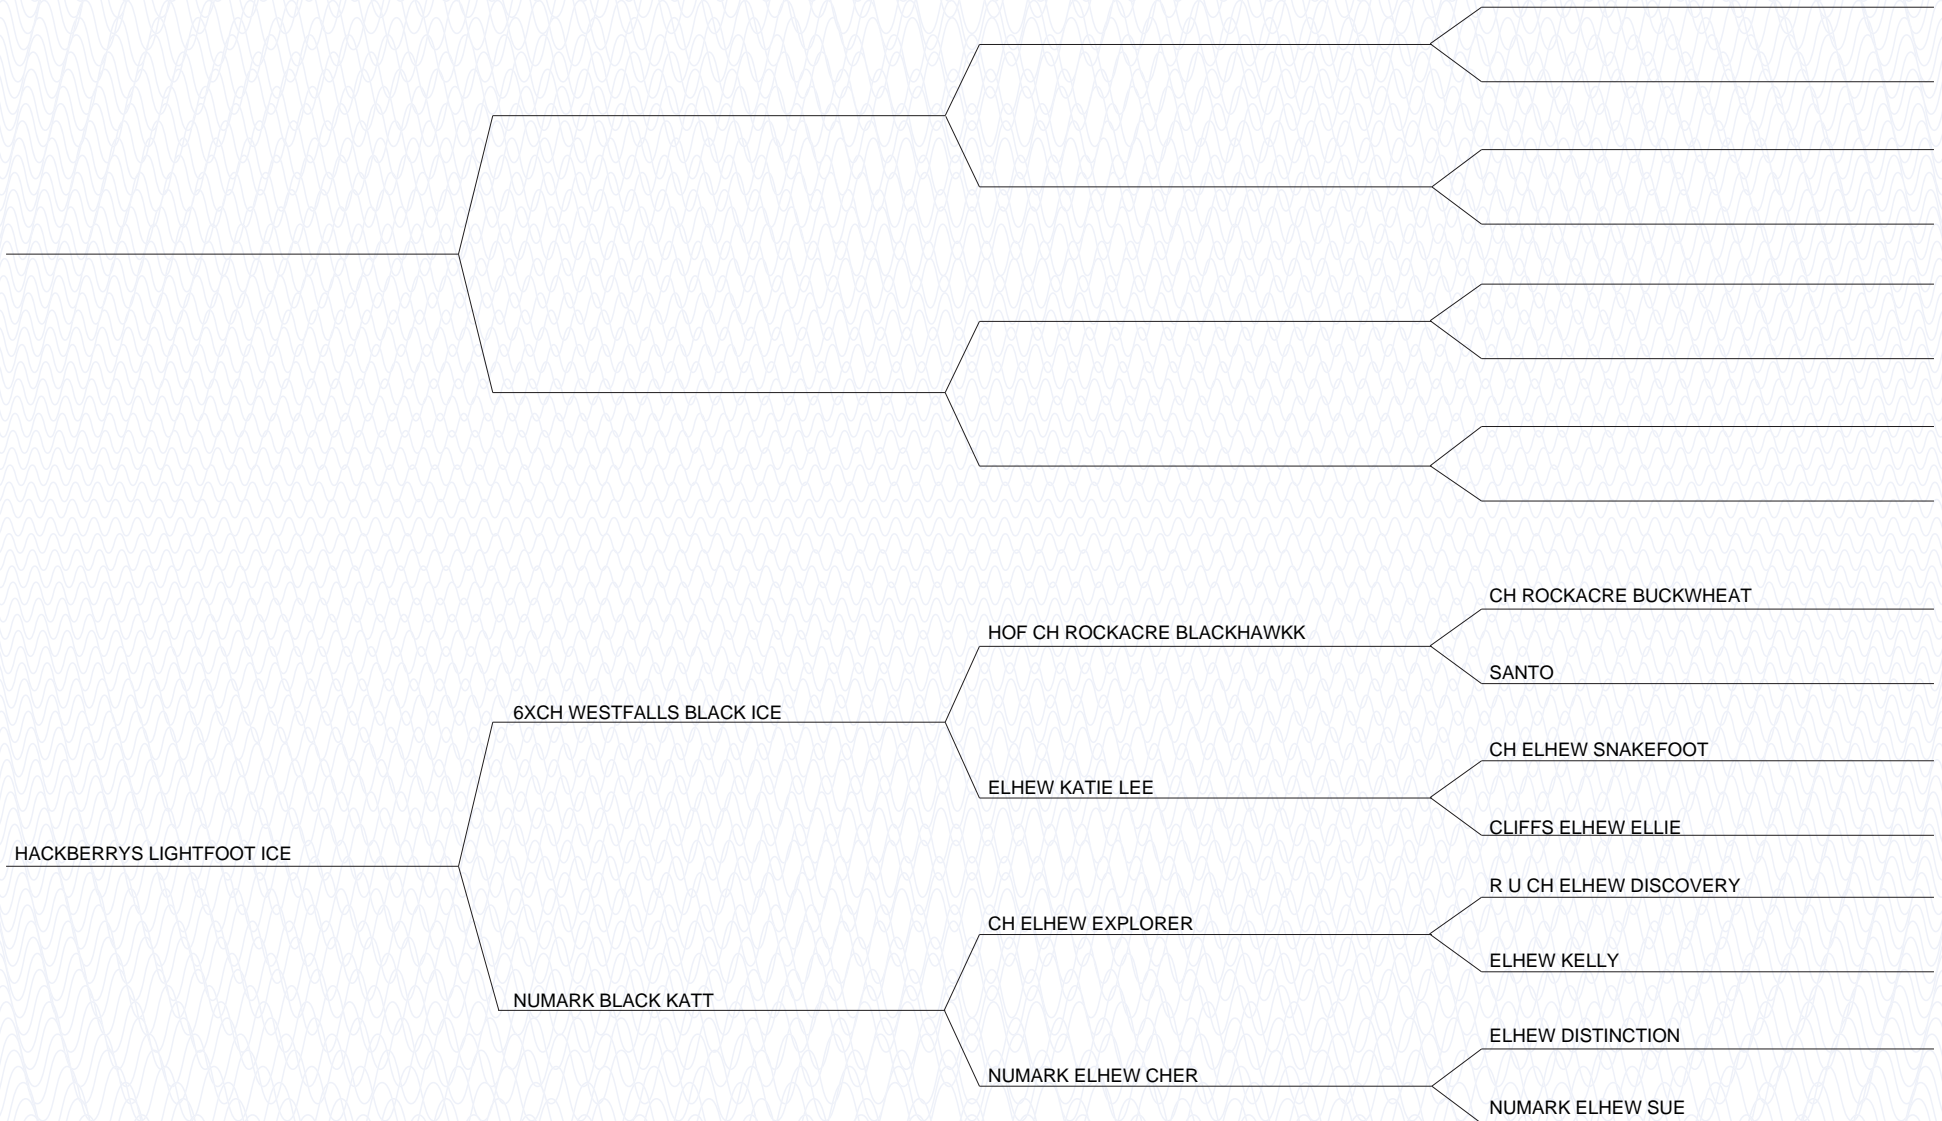 CH ROCKACRE BUCKWHEAT
HOF CH ROCKACRE BLACKHAWKK
SANTO
6XCH WESTFALLS BLACK ICE
CH ELHEW SNAKEFOOT
ELHEW KATIE LEE
CLIFFS ELHEW ELLIE
HACKBERRYS LIGHTFOOT ICE
R U CH ELHEW DISCOVERY
CH ELHEW EXPLORER
ELHEW KELLY
NUMARK BLACK KATT
ELHEW DISTINCTION
NUMARK ELHEW CHER
NUMARK ELHEW SUE